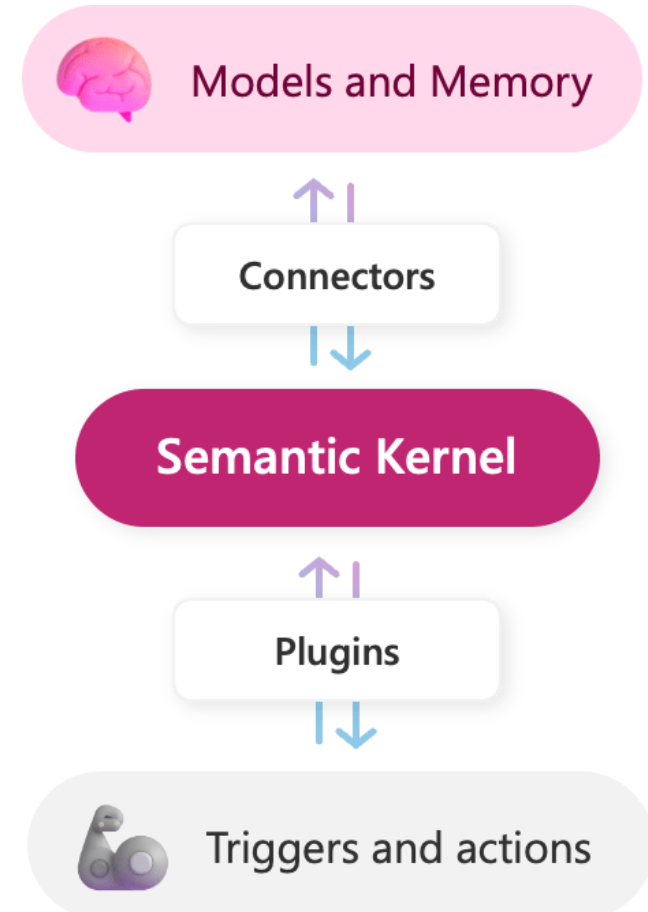 Models and Memory
Connectors
Semantic Kernel
Plugins
Triggers and actions